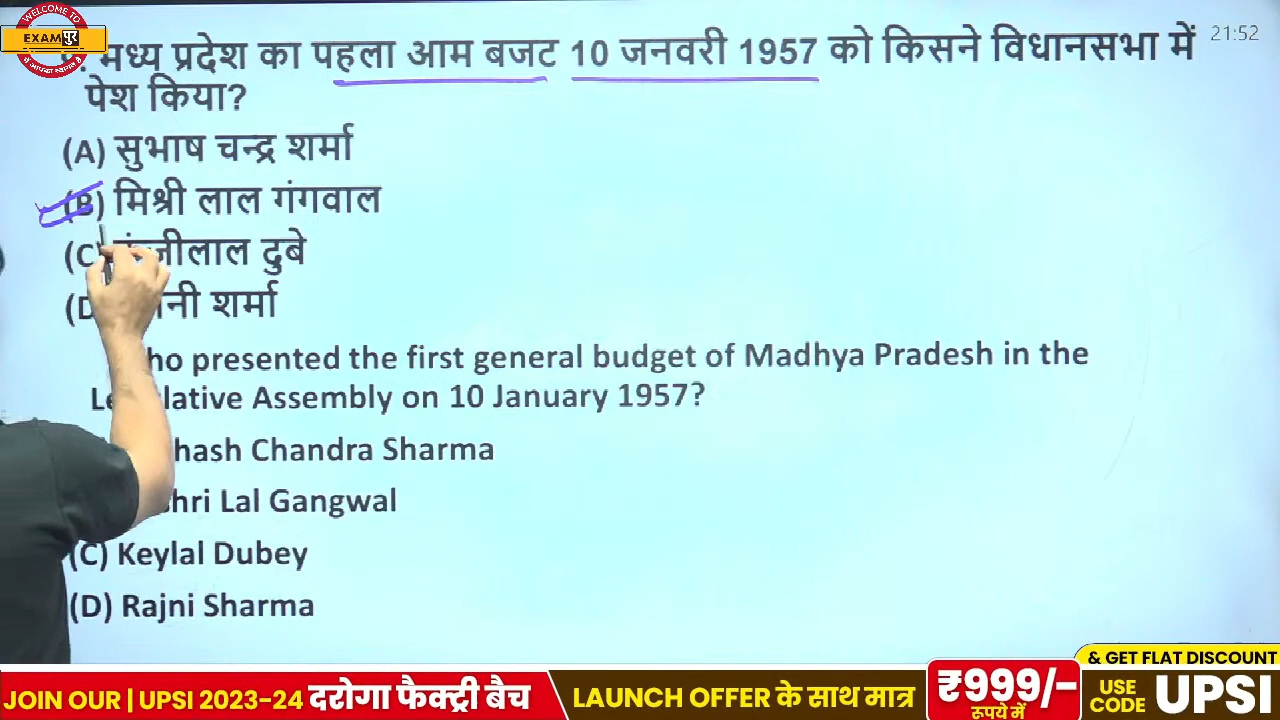 WELCOME TO
EXAM पुर
21:52
मध्य प्रदेश का पहला आम बजट 10 जनवरी 1957 को किसने विधानसभा में
पेश किया?
(A) सुभाष चन्द्र शर्मा
(B) मिश्री लाल गंगवाल
(C) जीलाल दुबे
(D नी शर्मा
ho presented the first general budget of Madhya Pradesh in the
Le lative Assembly on 10 January 1957?
hash Chandra Sharma
hri Lal Gangwal
(C) Keylal Dubey
(D) Rajni Sharma
& GET FLAT DISCOUNT
JOIN OUR | UPSI 2023-24 दरोगा फैक्ट्री बैच
LAUNCH OFFER के साथ मात्र
₹999/-
रूपये में
USE CODE UPSI